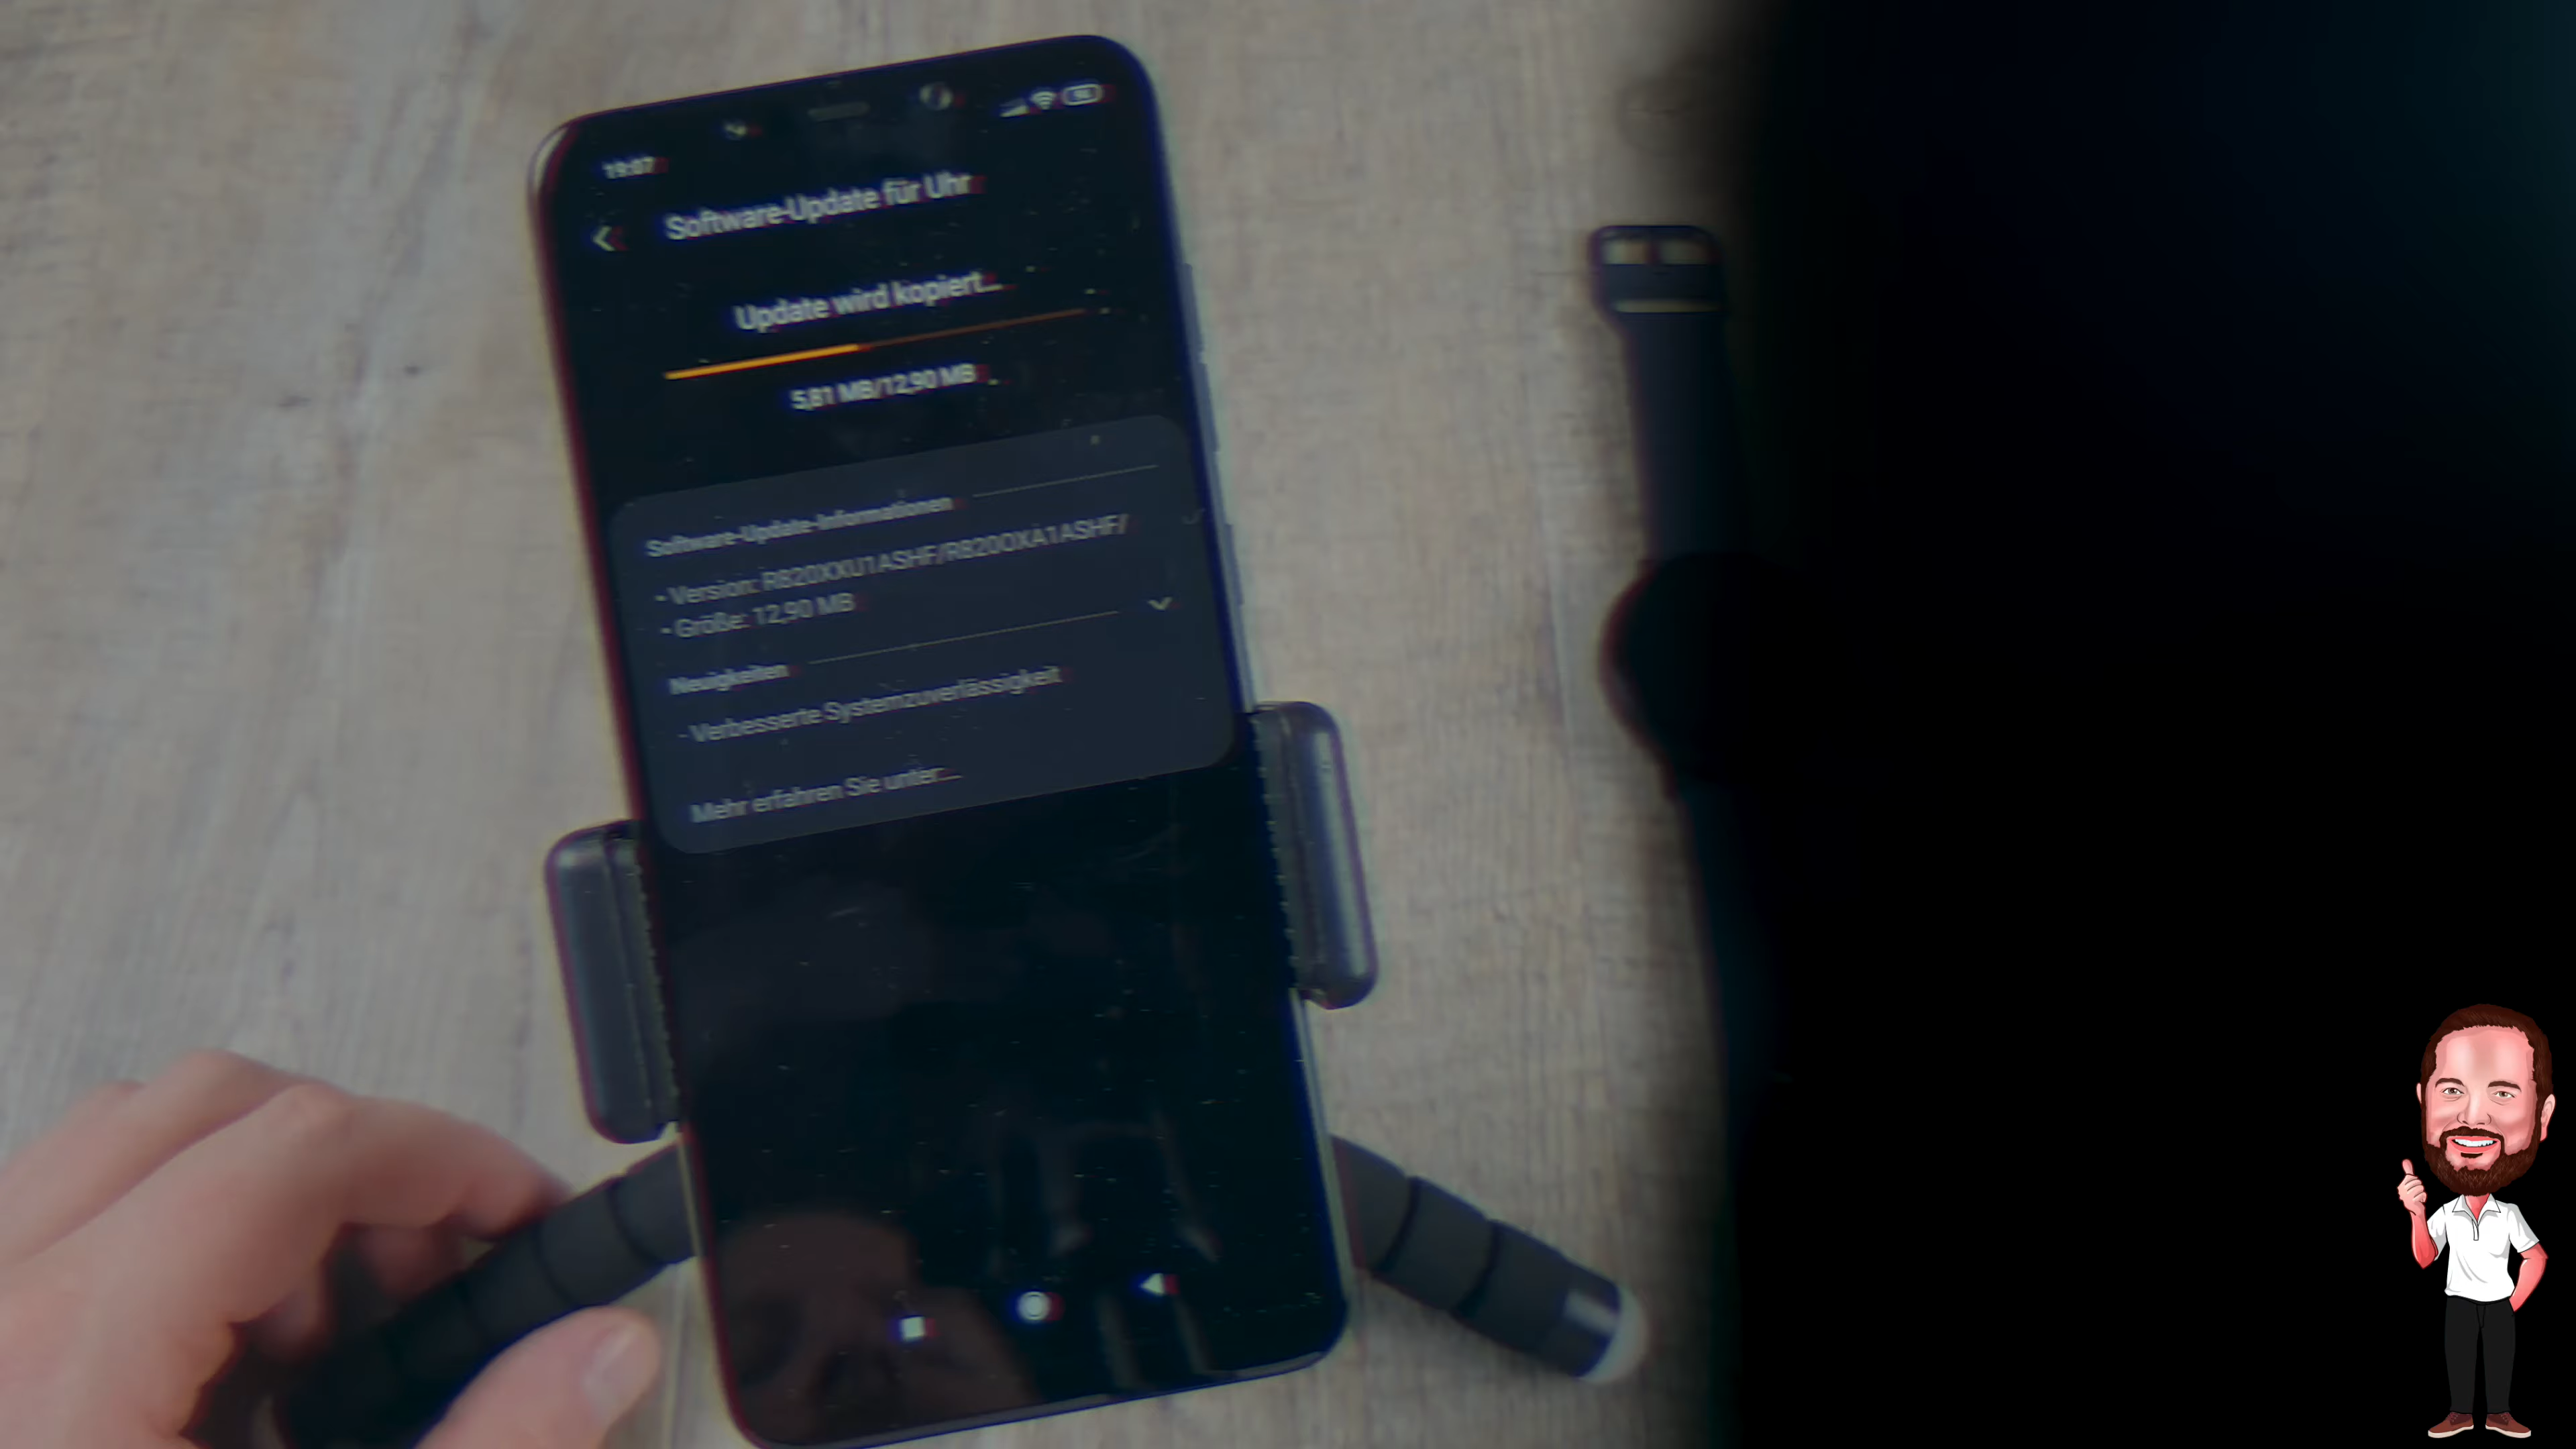 19:07
Software-Update für Uhr
Update wird kopiert...
5,81 MB/12,90 MB
Software-Update-Informationen
• Version: R820XXU1ASHF/R820OXA1ASHF/
• Größe: 12,90 MB
Neuigkeiten
- Verbesserte Systemzuverlässigkeit
Mehr erfahren Sie unter:...